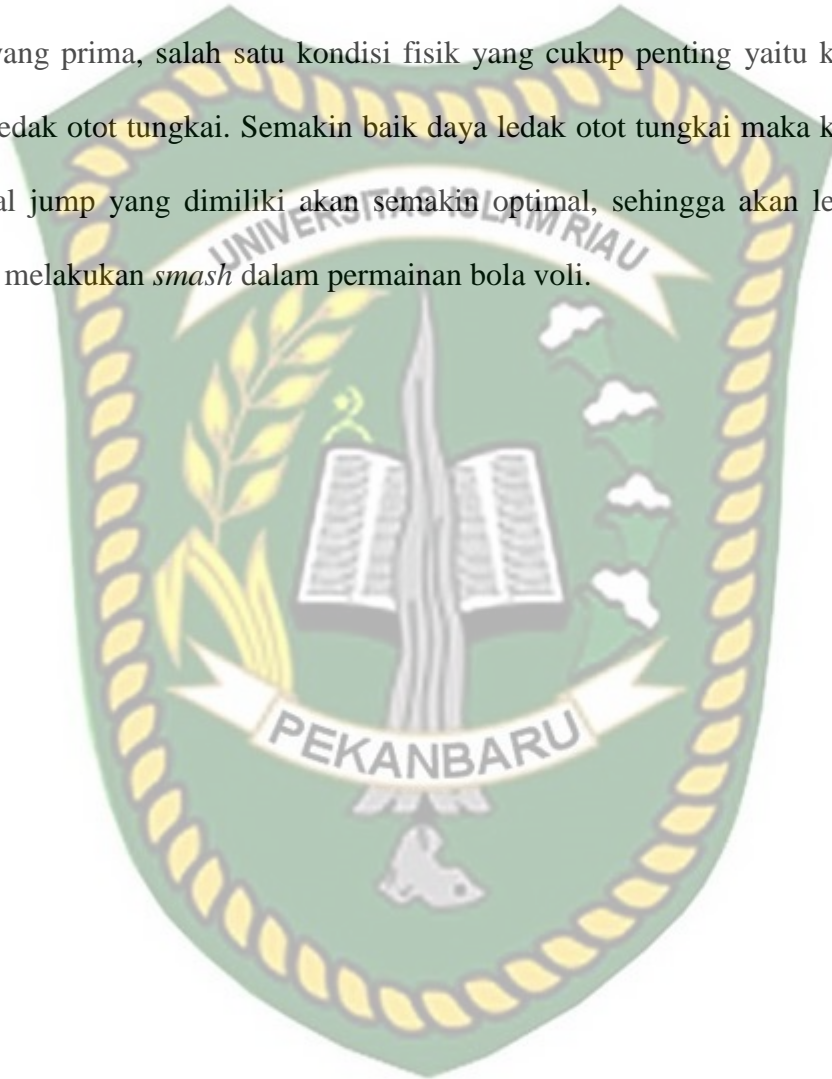 yang prima, salah satu kondisi fisik yang cukup penting yaitu k
edak otot tungkai. Semakin baik daya ledak otot tungkai maka k
al jump yang dimiliki akan semakin optimal, sehingga akan le
melakukan smash dalam permainan bola voli.
UNIVERSITAS ISLAM RIAU
PEKANBARU